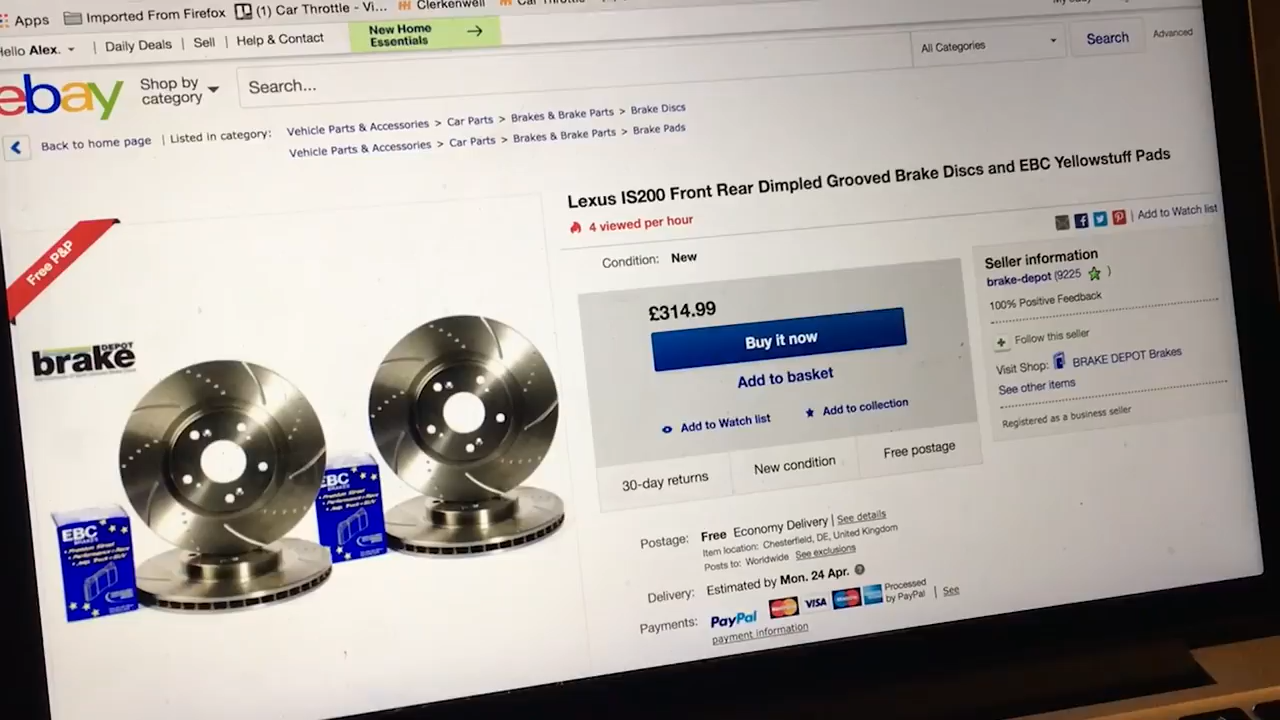 Apps Imported From Firefox (1) Car Throttle - Vi... Clerkenwell
Hello Alex. | Daily Deals | Sell | Help & Contact
New Home
Essentials
ebay
Shop by
category
Search...
All Categories
Search
Advanced
Back to home page | Listed in category:
Vehicle Parts & Accessories > Car Parts > Brakes & Brake Parts > Brake Discs
Vehicle Parts & Accessories > Car Parts > Brakes & Brake Parts > Brake Pads
Free P&P
Lexus IS200 Front Rear Dimpled Grooved Brake Discs and EBC Yellowstuff Pads
4 viewed per hour
| Add to Watch list
Condition: New
£314.99
Buy it now
Add to basket
Add to Watch list
Add to collection
30-day returns
New condition
Free postage
Seller information
brake-depot (9225 )
100% Positive Feedback
Follow this seller
Visit Shop: BRAKE DEPOT Brakes
See other items
Registered as a business seller
brake DEPOT
EBC
BRAKES
EBC
BRAKES
Postage: Free Economy Delivery | See details
Item location: Chesterfield, DE, United Kingdom
Posts to: Worldwide See exclusions
Delivery: Estimated by Mon. 24 Apr.
Payments: PayPal VISA Processed
by PayPal | See
payment information